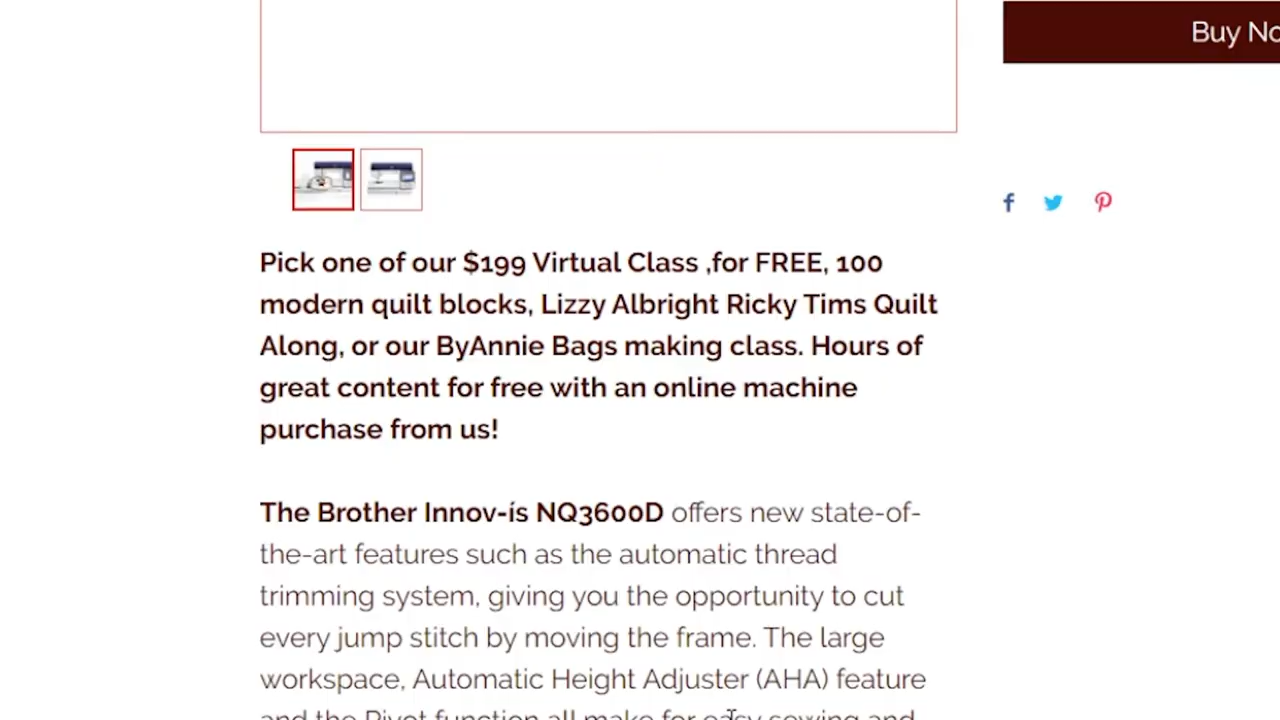 Buy No
Pick one of our $199 Virtual Class ,for FREE, 100
modern quilt blocks, Lizzy Albright Ricky Tims Quilt
Along, or our ByAnnie Bags making class. Hours of
great content for free with an online machine
purchase from us!
The Brother Innov-ís NQ3600D offers new state-of-
the-art features such as the automatic thread
trimming system, giving you the opportunity to cut
every jump stitch by moving the frame. The large
workspace, Automatic Height Adjuster (AHA) feature
and the Pivot function all make for easy sewing and